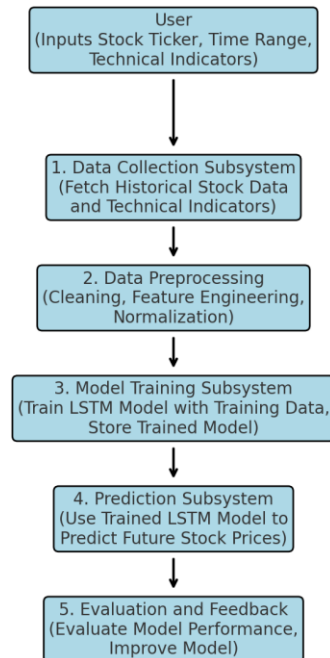 User
(Inputs Stock Ticker, Time Range,
Technical Indicators)
1. Data Collection Subsystem
(Fetch Historical Stock Data
and Technical Indicators)
2. Data Preprocessing
(Cleaning, Feature Engineering,
Normalization)
3. Model Training Subsystem
(Train LSTM Model with Training Data,
Store Trained Model)
4. Prediction Subsystem
(Use Trained LSTM Model to
Predict Future Stock Prices)
5. Evaluation and Feedback
(Evaluate Model Performance,
Improve Model)